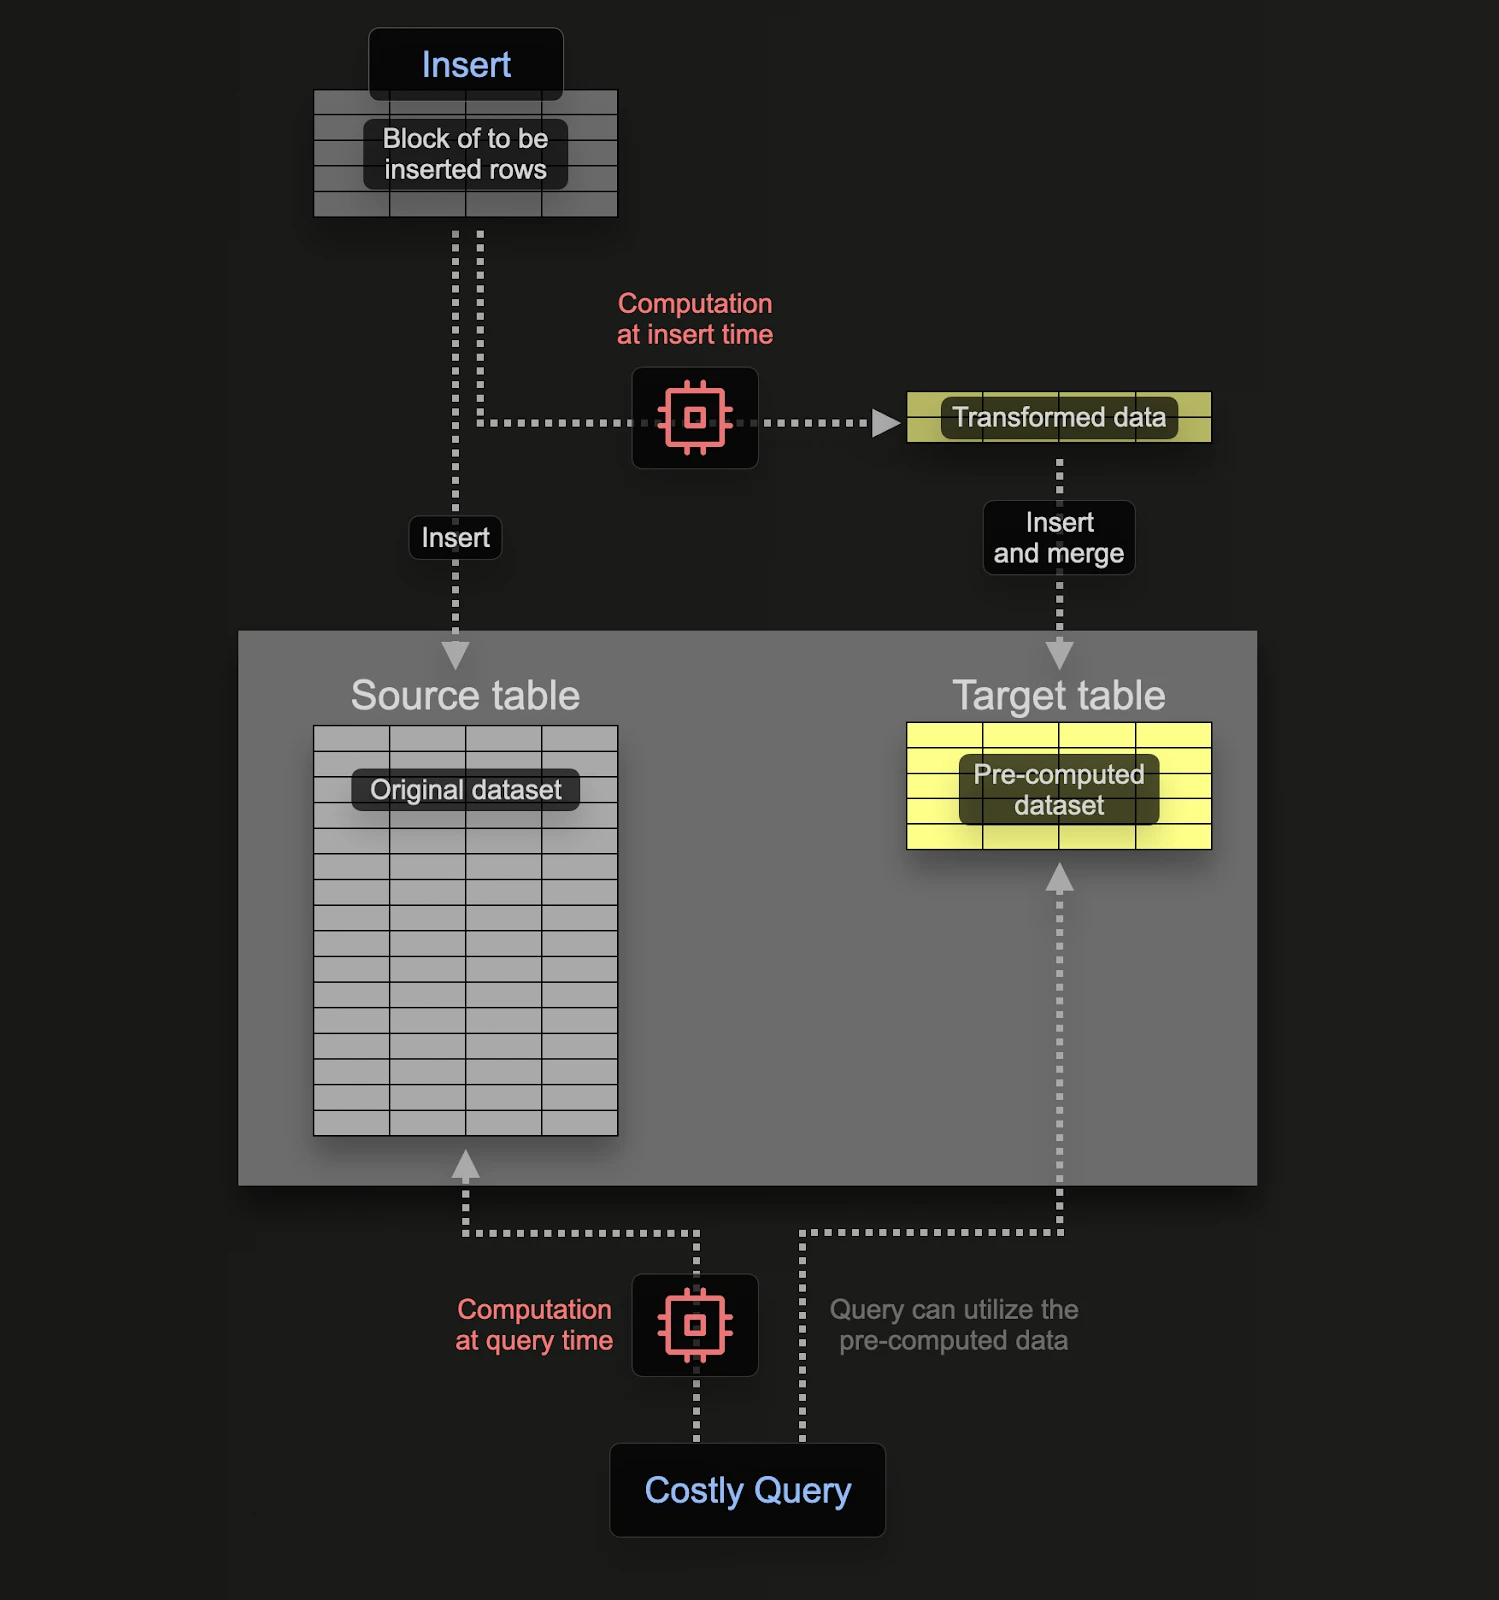 Insert
Block of to be
inserted rows
Computation
at insert time
Transformed data
Insert
Insert
and merge
Source table
Target table
Original dataset
Pre-computed
dataset
Computation
at query time
Query can utilize the
pre-computed data
Costly Query